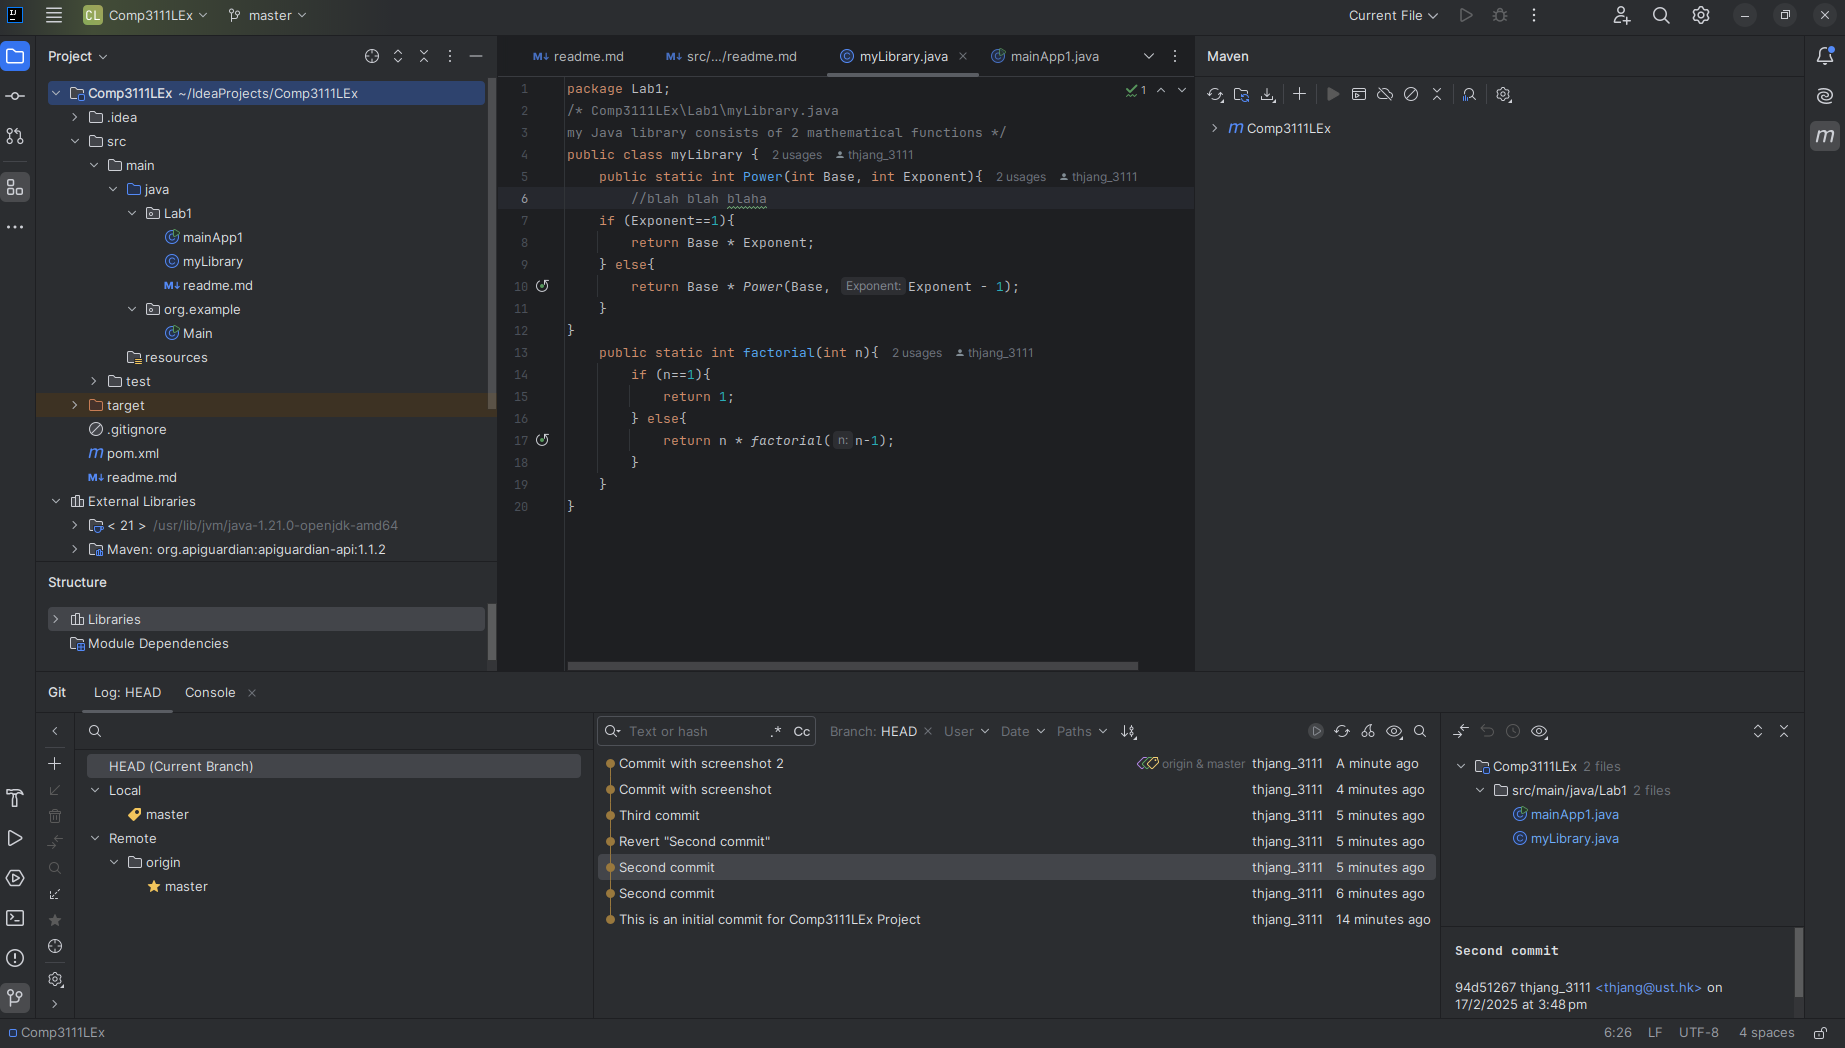 CL Comp3111LEx master Current File
Project
Comp3111LEx ~/IdeaProjects/Comp3111LEx
.idea
src
main
java
Lab1
mainApp1
myLibrary
M↓ readme.md
org.example
Main
resources
test
target
.gitignore
m pom.xml
M↓ readme.md
External Libraries
< 21 > /usr/lib/jvm/java-1.21.0-openjdk-amd64
Maven: org.apiguardian:apiguardian-api:1.1.2
Structure
Libraries
Module Dependencies
M↓ readme.md M↓ src/.../readme.md myLibrary.java mainApp1.java
1 package Lab1; 1
2 /* Comp3111LEx\Lab1\myLibrary.java
3 my Java library consists of 2 mathematical functions */
4 public class myLibrary { 2 usages thjang_3111
5 public static int Power(int Base, int Exponent){ 2 usages thjang_3111
6 //blah blah blaha
7 if (Exponent==1){
8 return Base * Exponent;
9 } else{
10 return Base * Power(Base, Exponent: Exponent - 1);
11 }
12 }
13 public static int factorial(int n){ 2 usages thjang_3111
14 if (n==1){
15 return 1;
16 } else{
17 return n * factorial( n: n-1);
18 }
19 }
20 }
Maven
m Comp3111LEx
m
Git Log: HEAD Console
HEAD (Current Branch)
Local
master
Remote
origin
master
Text or hash .* Cc Branch: HEAD User Date Paths
Commit with screenshot 2 origin & master thjang_3111 A minute ago
Commit with screenshot thjang_3111 4 minutes ago
Third commit thjang_3111 5 minutes ago
Revert "Second commit" thjang_3111 5 minutes ago
Second commit thjang_3111 5 minutes ago
Second commit thjang_3111 6 minutes ago
This is an initial commit for Comp3111LEx Project thjang_3111 14 minutes ago
Comp3111LEx 2 files
src/main/java/Lab1 2 files
mainApp1.java
myLibrary.java
Second commit
94d51267 thjang_3111 <thjang@ust.hk> on
17/2/2025 at 3:48 pm
Comp3111LEx 6:26 LF UTF-8 4 spaces